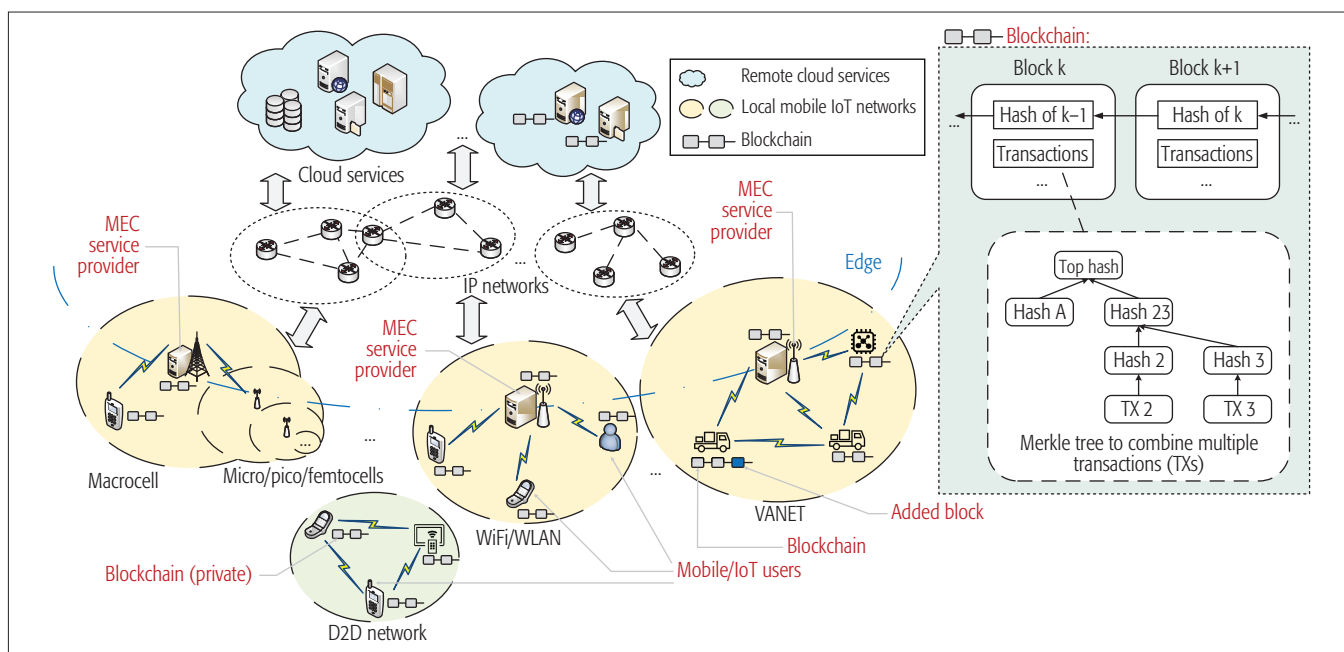 Blockchain:
Block k
Block k+1
Hash of k–1
Hash of k
...
...
Transactions
Transactions
...
...
Top hash
Hash A
Hash 23
Hash 2
Hash 3
TX 2
TX 3
Merkle tree to combine multiple
transactions (TXs)
Remote cloud services
Local mobile IoT networks
Blockchain
Cloud services
...
MEC
service
provider
MEC
service
provider
MEC
service
provider
...
IP networks
Edge
Macrocell
...
Micro/pico/femtocells
...
WiFi/WLAN
...
VANET
Added block
Blockchain
Mobile/IoT users
Blockchain (private)
D2D network